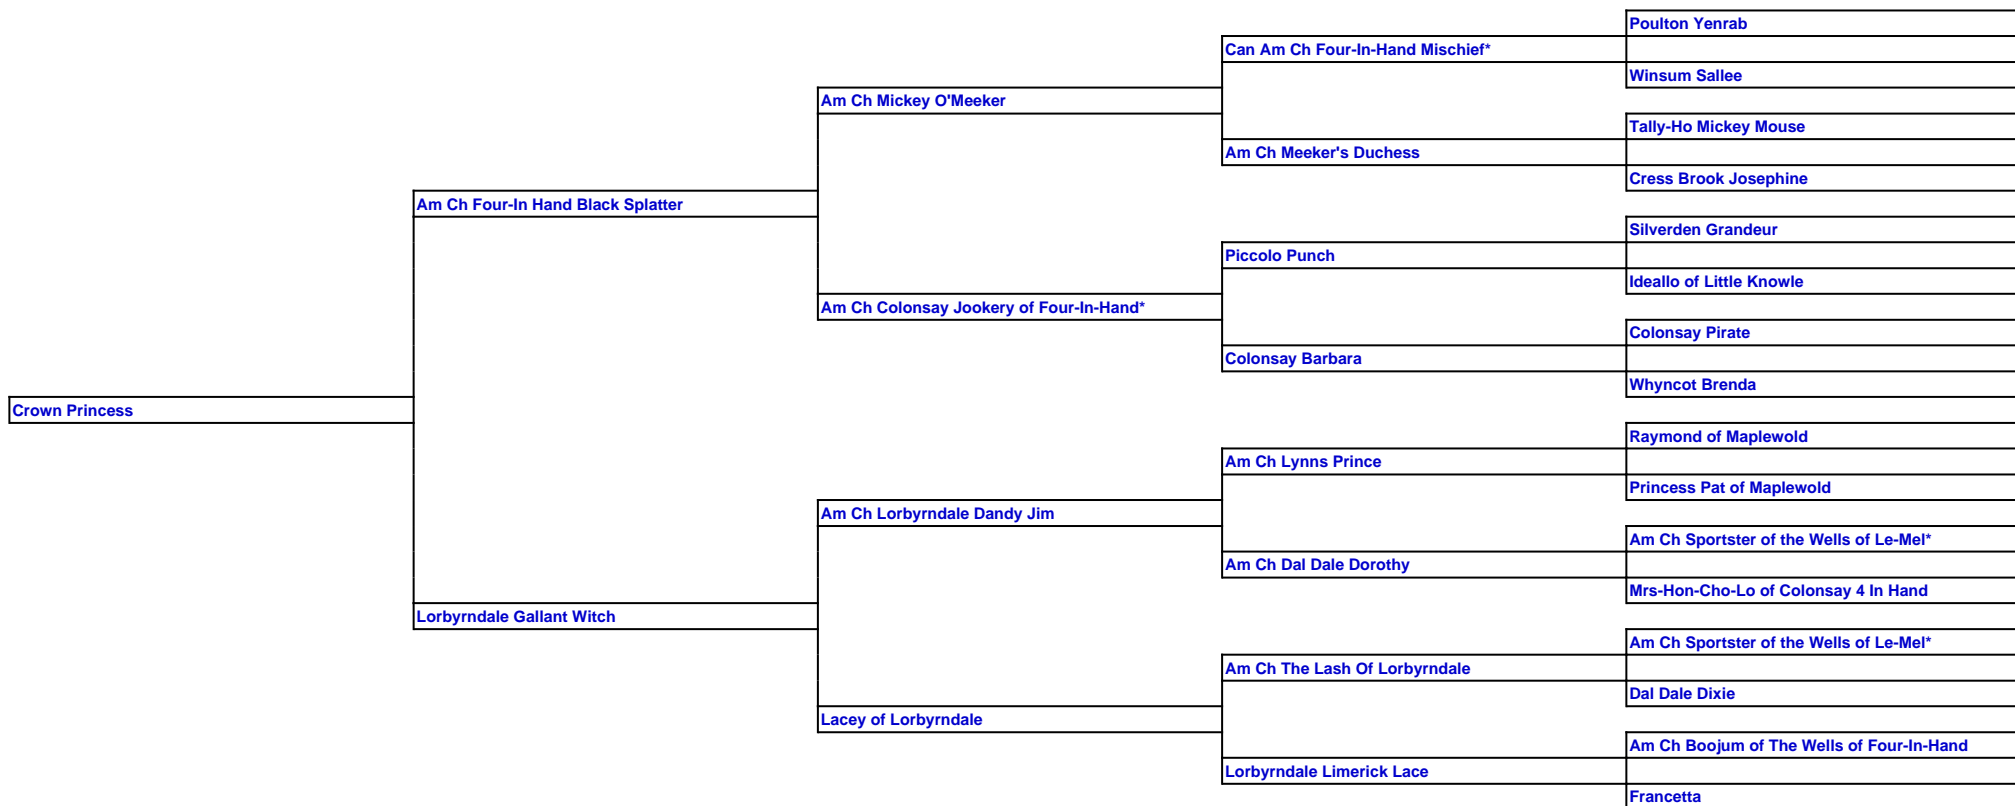 Poulton Yenrab
Can Am Ch Four-In-Hand Mischief*
Winsum Sallee
Am Ch Mickey O'Meeker
Tally-Ho Mickey Mouse
Am Ch Meeker's Duchess
Cress Brook Josephine
Am Ch Four-In Hand Black Splatter
Silverden Grandeur
Piccolo Punch
Ideallo of Little Knowle
Am Ch Colonsay Jookery of Four-In-Hand*
Colonsay Pirate
Colonsay Barbara
Whyncot Brenda
Crown Princess
Raymond of Maplewold
Am Ch Lynns Prince
Princess Pat of Maplewold
Am Ch Lorbyrndale Dandy Jim
Am Ch Sportster of the Wells of Le-Mel*
Am Ch Dal Dale Dorothy
Mrs-Hon-Cho-Lo of Colonsay 4 In Hand
Lorbyrndale Gallant Witch
Am Ch Sportster of the Wells of Le-Mel*
Am Ch The Lash Of Lorbyrndale
Dal Dale Dixie
Lacey of Lorbyrndale
Am Ch Boojum of The Wells of Four-In-Hand
Lorbyrndale Limerick Lace
Francetta